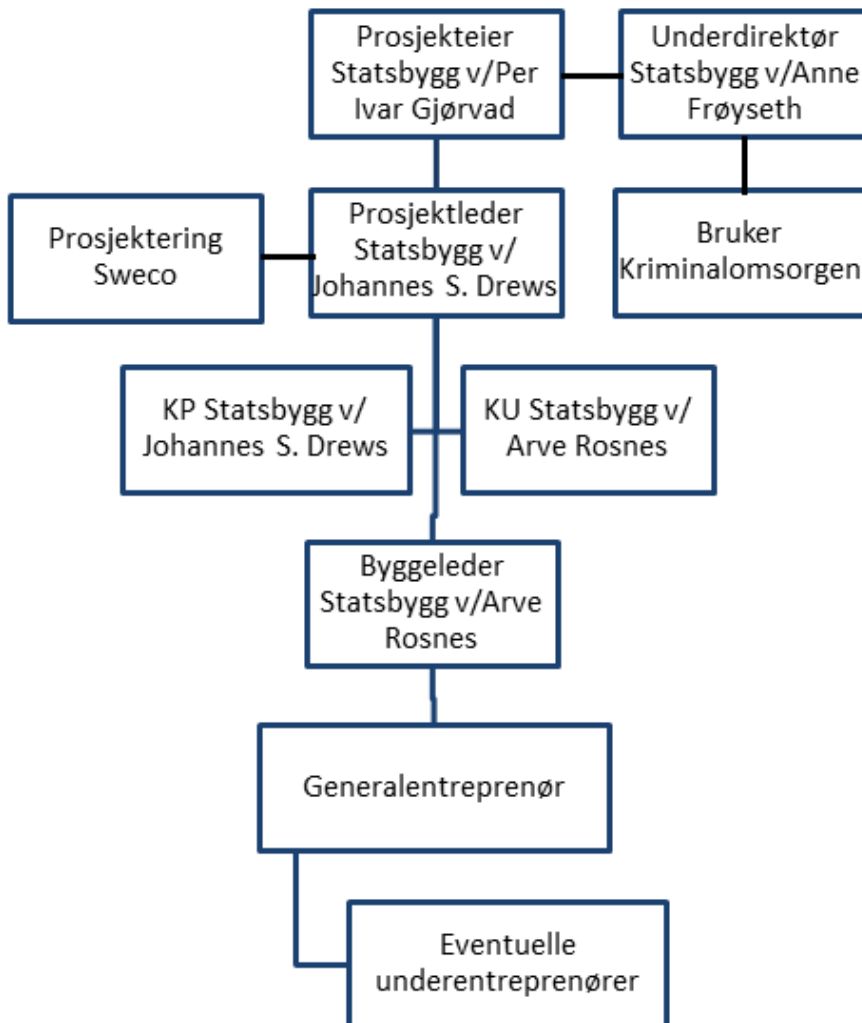 Prosjekteier
Statsbygg v/Per
Ivar Gjørvad
Underdirektør
Statsbygg v/Anne
Frøyseth
Prosjektering
Sweco
Prosjektleder
Statsbygg v/
Johannes S. Drews
Bruker
Kriminalomsorgen
KP Statsbygg v/
Johannes S. Drews
KU Statsbygg v/
Arve Rosnes
Byggeleder
Statsbygg v/Arve
Rosnes
Generalentreprenør
Eventuelle
underentreprenører